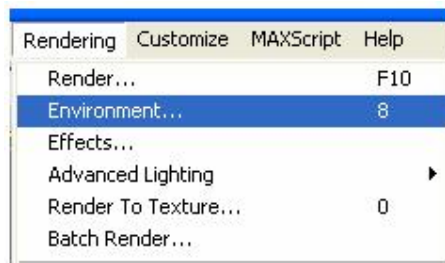 Rendering Customize MAXScript Help
Render... F10
Environment... 8
Effects...
Advanced Lighting
Render To Texture... 0
Batch Render...